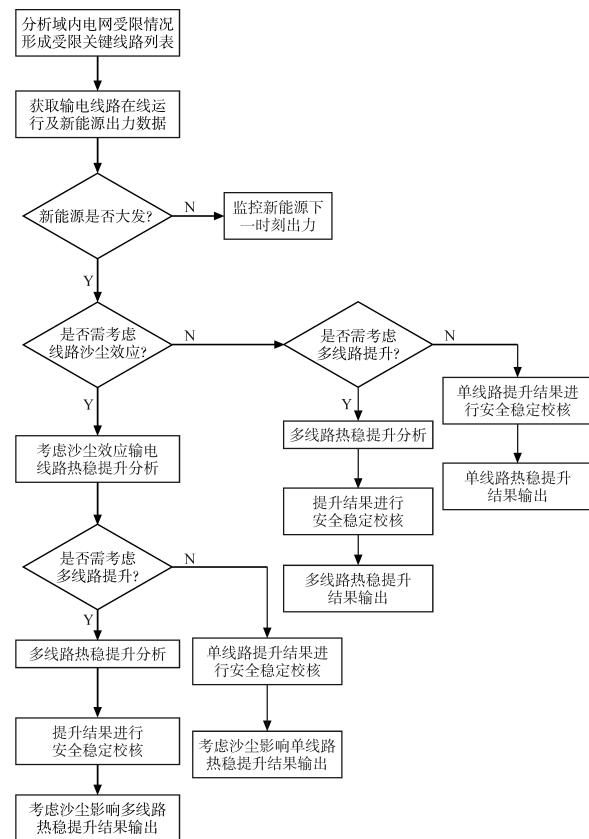 分析域内电网受限情况
形成受限关键线路列表
获取输电线路在线运
行及新能源出力数据
新能源是否大发?
N
监控新能源下
一时刻出力
Y
是否需考虑
线路沙尘效应?
N
是否需考虑
多线路提升?
N
单线路提升结果进
行安全稳定校核
单线路热稳提升
结果输出
Y
多线路热稳提升分析
提升结果进行
安全稳定校核
多线路热稳提升
结果输出
Y
考虑沙尘效应输电
线路热稳提升分析
是否需考虑
多线路提升?
N
单线路提升结果进
行安全稳定校核
考虑沙尘影响单线路
热稳提升结果输出
Y
多线路热稳提升分析
提升结果进行
安全稳定校核
考虑沙尘影响多线路
热稳提升结果输出